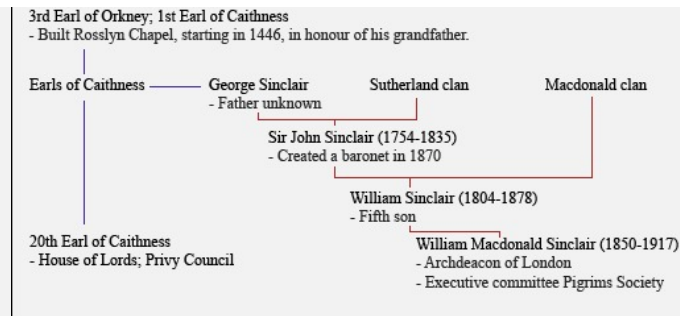 3rd Earl of Orkney; 1st Earl of Caithness
- Built Rosslyn Chapel, starting in 1446, in honour of his grandfather.
Earls of Caithness
George Sinclair
- Father unknown
Sutherland clan
Macdonald clan
Sir John Sinclair (1754-1835)
- Created a baronet in 1870
William Sinclair (1804-1878)
- Fifth son
20th Earl of Caithness
- House of Lords; Privy Council
William Macdonald Sinclair (1850-1917)
- Archdeacon of London
- Executive committee Pigrims Society